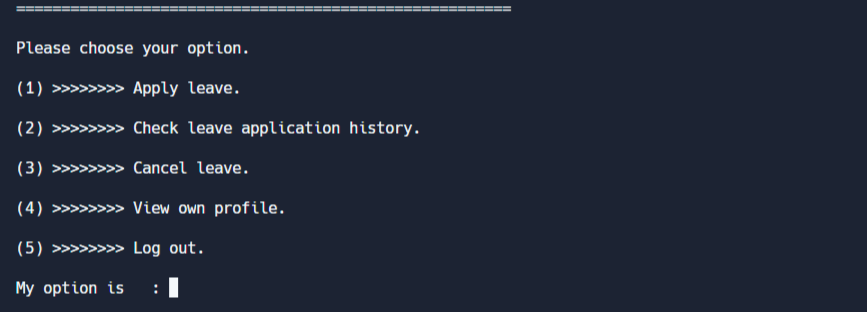 =======================================================
Please choose your option.
(1) >>>>>>>> Apply leave.
(2) >>>>>>>> Check leave application history.
(3) >>>>>>>> Cancel leave.
(4) >>>>>>>> View own profile.
(5) >>>>>>>> Log out.
My option is   :